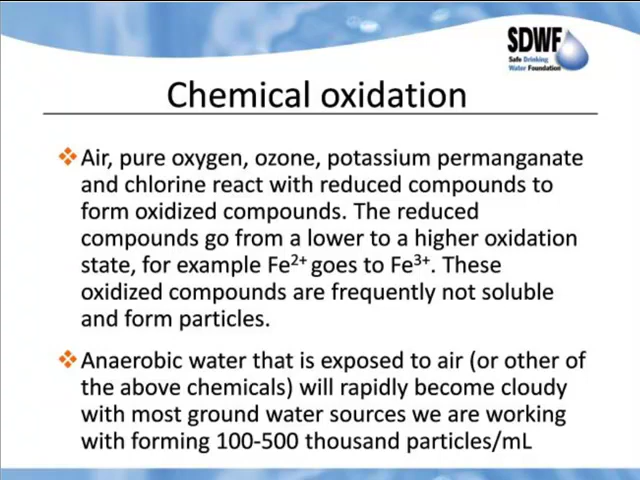 SDWF
Safe Drinking
Water Foundation
Chemical oxidation
Air, pure oxygen, ozone, potassium permanganate
and chlorine react with reduced compounds to
form oxidized compounds. The reduced
compounds go from a lower to a higher oxidation
state, for example Fe²⁺ goes to Fe³⁺. These
oxidized compounds are frequently not soluble
and form particles.
Anaerobic water that is exposed to air (or other of
the above chemicals) will rapidly become cloudy
with most ground water sources we are working
with forming 100-500 thousand particles/mL